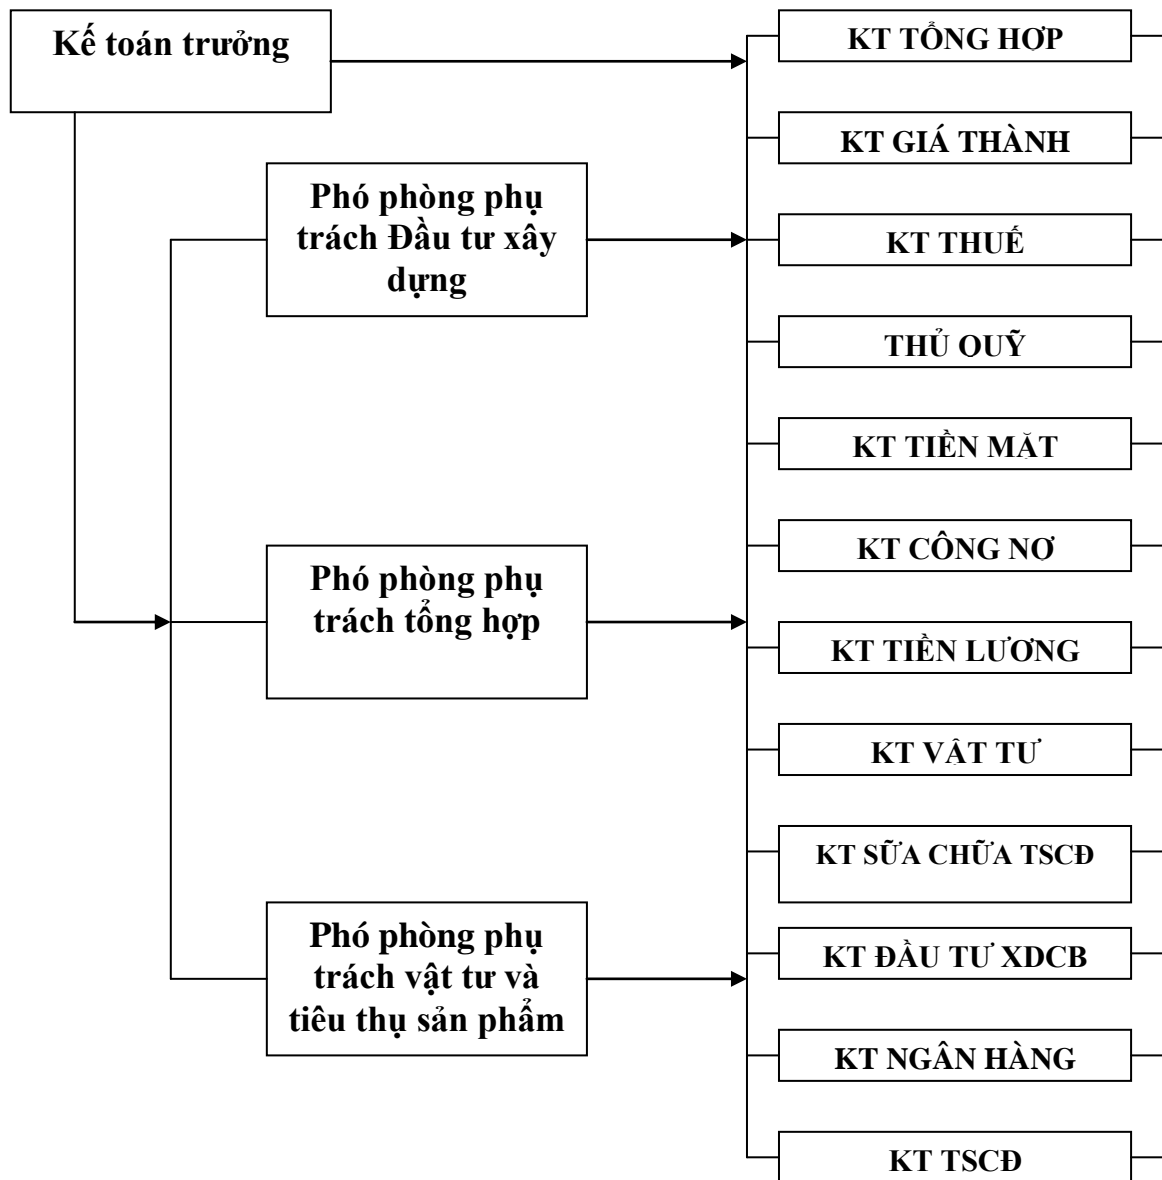 Kế toán trưởng
Phó phòng phụ
trách Đầu tư xây
dựng
Phó phòng phụ
trách tổng hợp
Phó phòng phụ
trách vật tư và
tiêu thụ sản phẩm
KT TỔNG HƠP
KT GIÁ THÀNH
KT THUẾ
THỦ QUỸ
KT TIỀN MẶT
KT CÔNG NƠ
KT TIỀN LƯƠNG
KT VẬT TƯ
KT SỮA CHỮA TSCĐ
KT ĐẦU TƯ XDCB
KT NGÂN HÀNG
KT TSCĐ